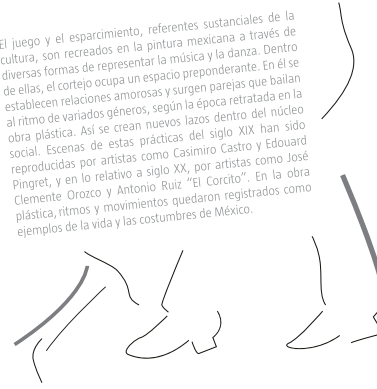 El juego y el esparcimiento, referentes sustanciales de la
cultura, son recreados en la pintura mexicana a través de
diversas formas de representar la música y la danza. Dentro
de ellas, el cortejo ocupa un espacio preponderante. En él se
establecen relaciones amorosas y surgen parejas que bailan
al ritmo de variados géneros, según la época retratada en la
obra plástica. Así se crean nuevos lazos dentro del núcleo
social. Escenas de estas prácticas del siglo XIX han sido
reproducidas por artistas como Casimiro Castro y Edouard
Pingret, y en lo relativo a siglo XX, por artistas como José
Clemente Orozco y Antonio Ruiz "El Corcito". En la obra
plástica, ritmos y movimientos quedaron registrados como
ejemplos de la vida y las costumbres de México.